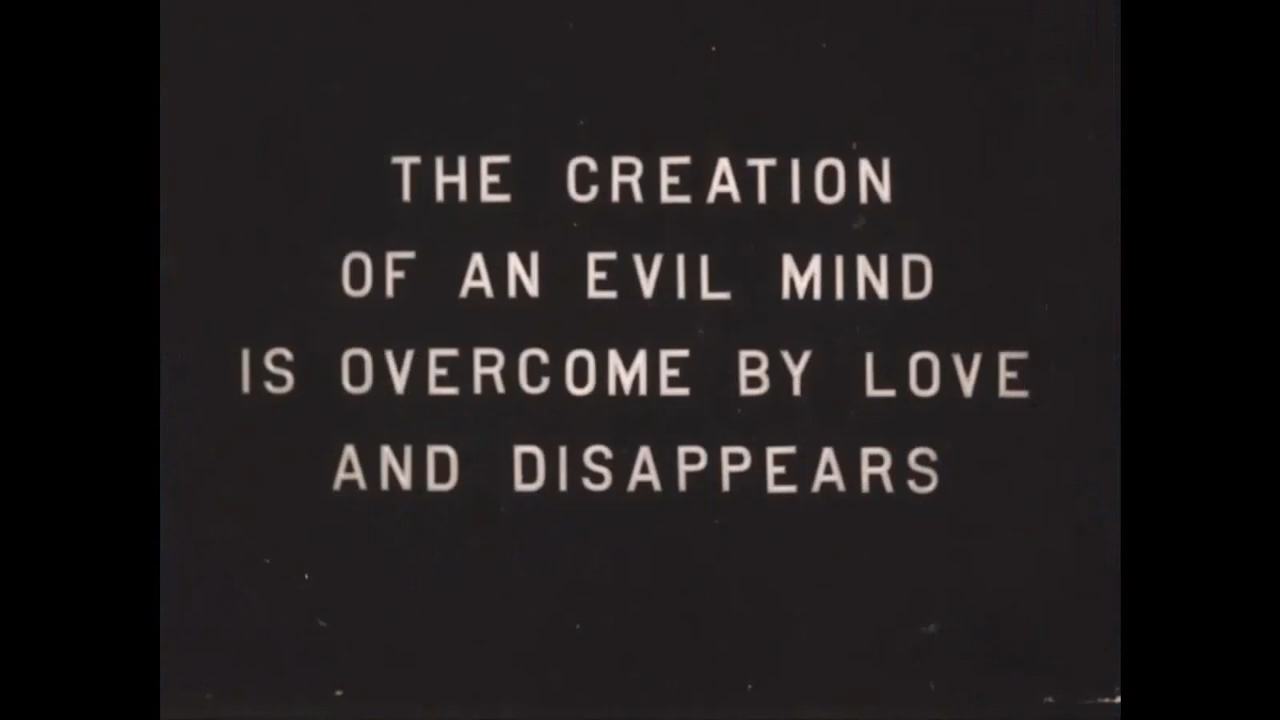 THE CREATION
OF AN EVIL MIND
IS OVERCOME BY LOVE
AND DISAPPEARS